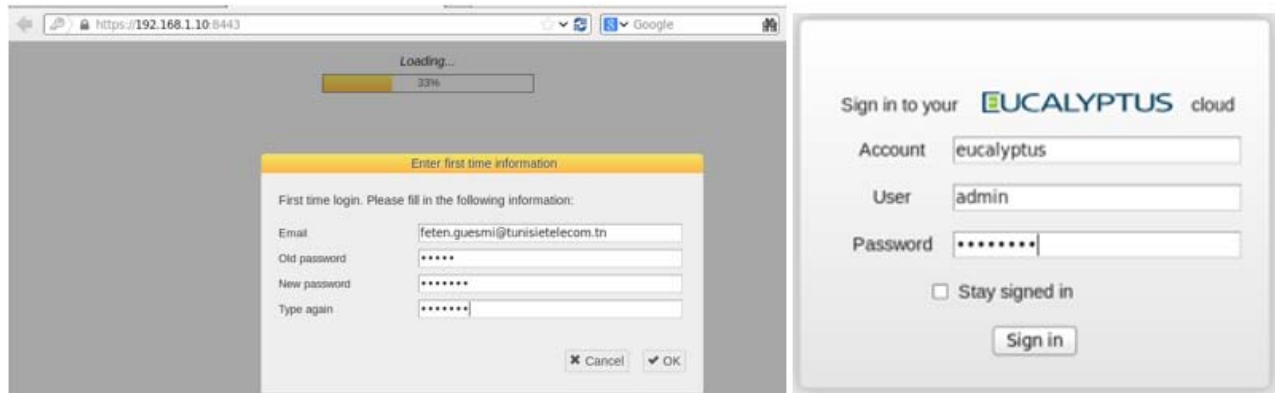 https://192.168.1.10:8443
Google
Loading...
33%
Enter first time information
First time login. Please fill in the following information:
Email feten.guesmi@tunisietelecom.tn
Old password •••••
New password •••••••
Type again •••••••
Cancel OK
Sign in to your EUCALYPTUS cloud
Account eucalyptus
User admin
Password ••••••••
Stay signed in
Sign in